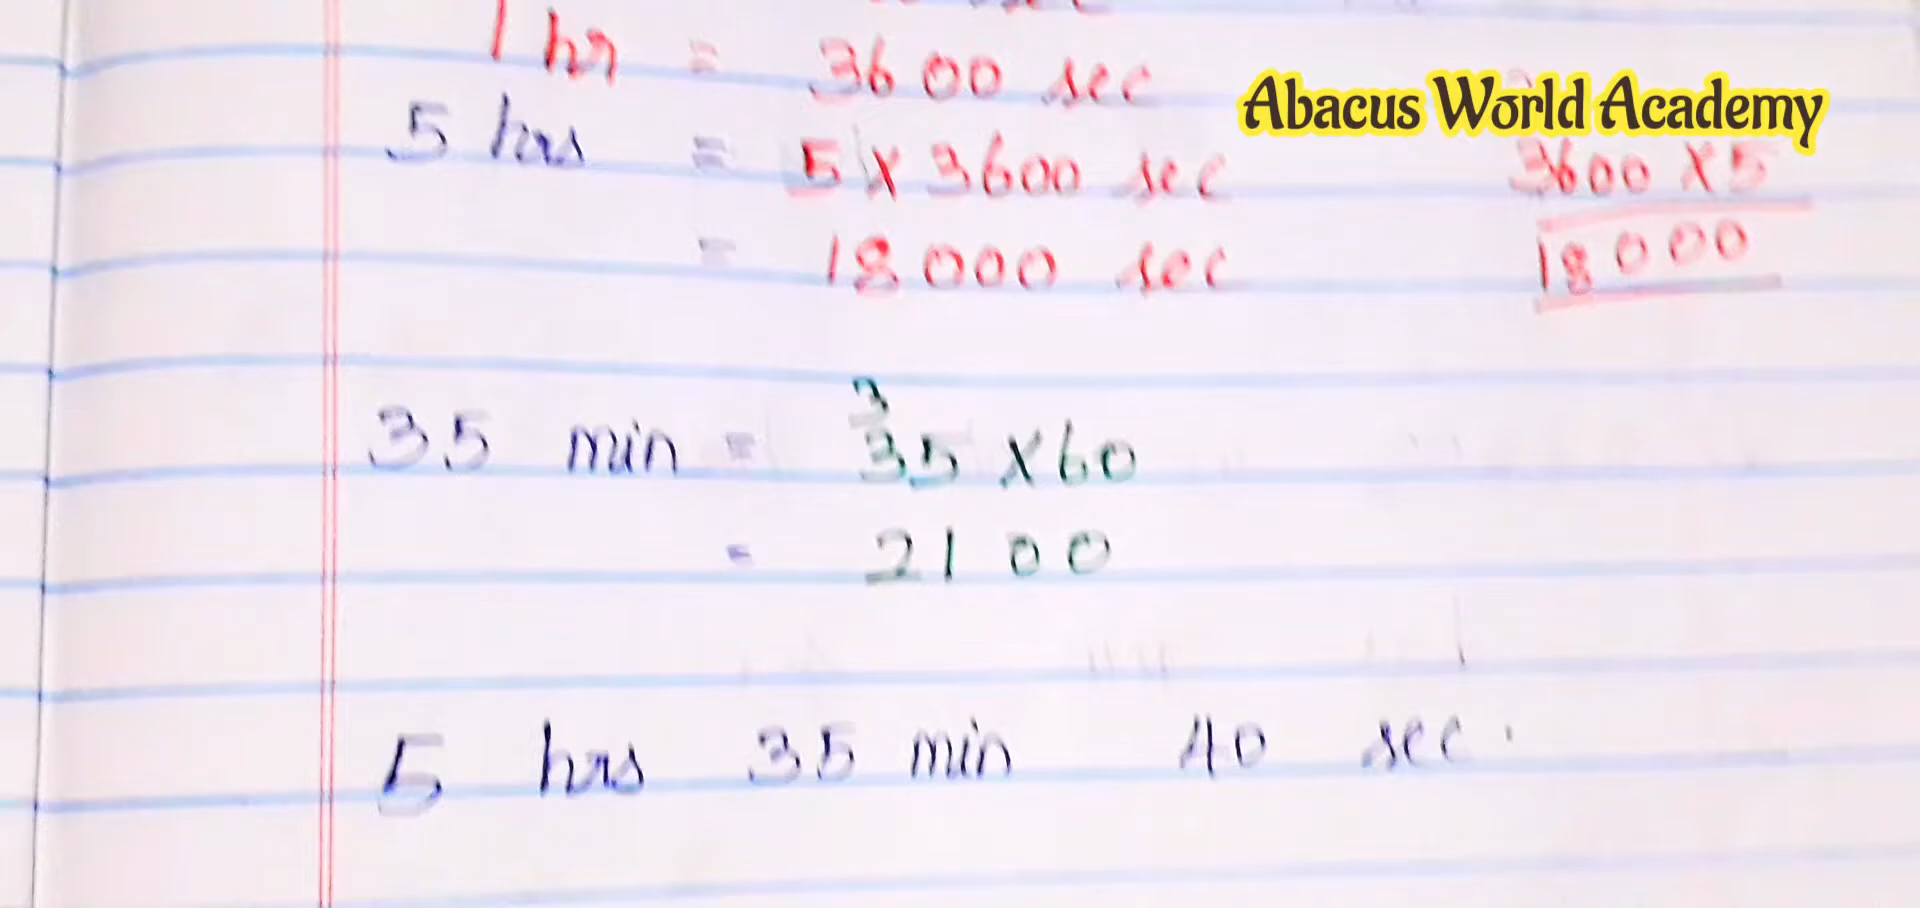 1 hr = 3600 sec
Abacus World Academy
5 hrs = 5 x 3600 sec
3600 x 5
= 18000 sec
18000
3
35 min = 35 x 60
= 2100
5 hrs 35 min 40 sec.